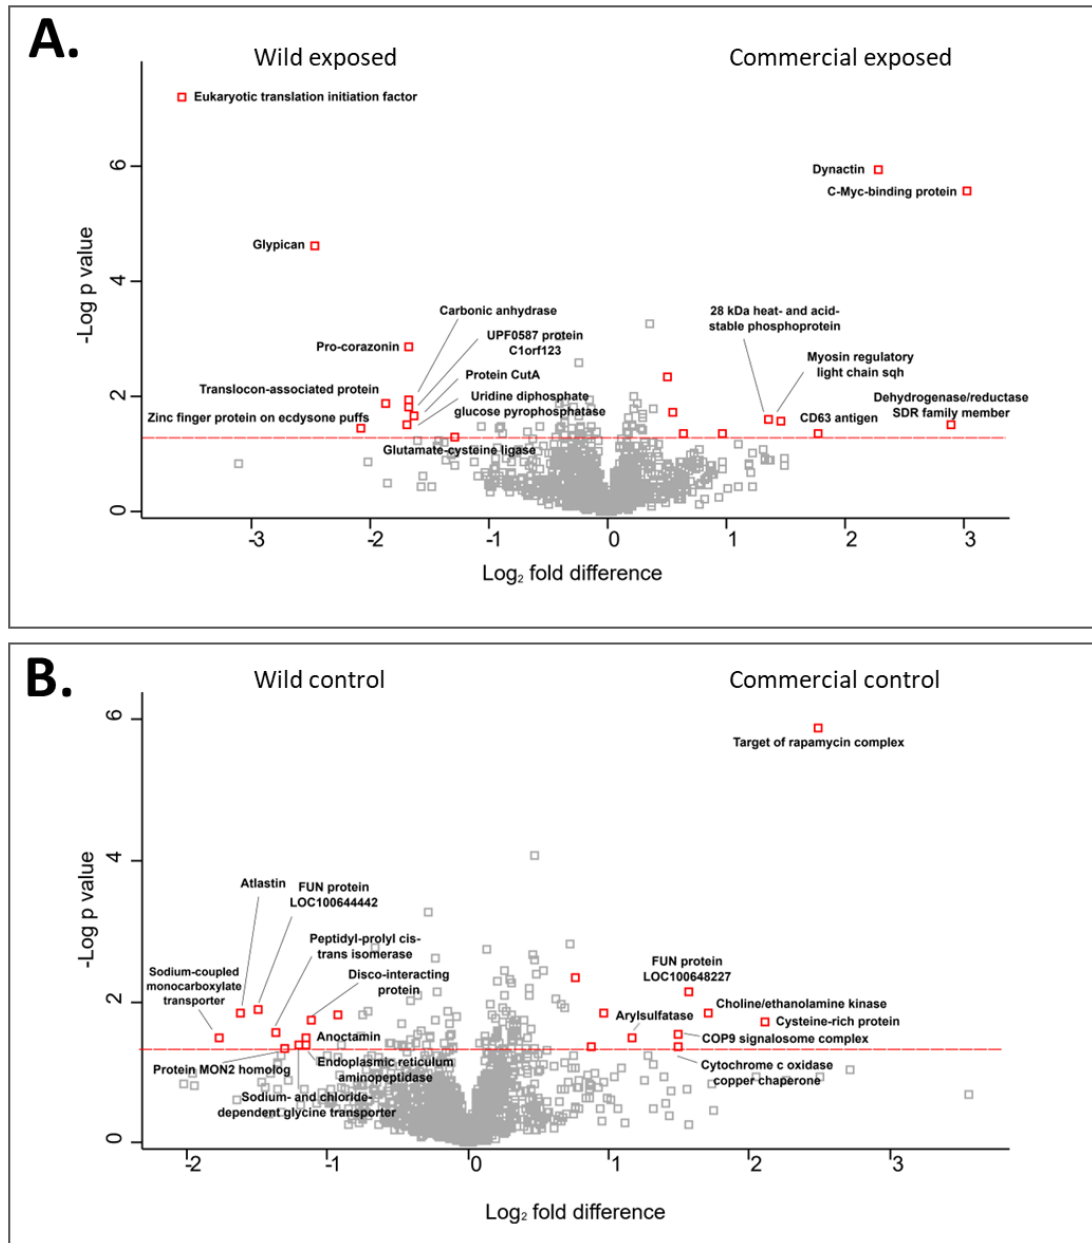 A.
Wild exposed
Commercial exposed
Eukaryotic translation initiation factor
Dynactin
C-Myc-binding protein
Glypican
Carbonic anhydrase
28 kDa heat- and acid-
stable phosphoprotein
UPF0587 protein
C1orf123
Pro-corazonin
Myosin regulatory
light chain sqh
Protein CutA
Translocon-associated protein
Uridine diphosphate
glucose pyrophosphatase
Dehydrogenase/reductase
SDR family member
Zinc finger protein on ecdysone puffs
CD63 antigen
Glutamate-cysteine ligase
-Log p value
6
4
2
0
-3
-2
-1
0
1
2
3
Log2 fold difference
B.
Wild control
Commercial control
Target of rapamycin complex
Atlastin
FUN protein
LOC100644442
Peptidyl-prolyl cis-
trans isomerase
Sodium-coupled
monocarboxylate
transporter
Disco-interacting
protein
FUN protein
LOC100648227
Choline/ethanolamine kinase
Arylsulfatase
Cysteine-rich protein
Anoctamin
COP9 signalosome complex
Protein MON2 homolog
Endoplasmic reticulum
aminopeptidase
Cytochrome c oxidase
copper chaperone
Sodium- and chloride-
dependent glycine transporter
-Log p value
6
4
2
0
-2
-1
0
1
2
3
Log2 fold difference